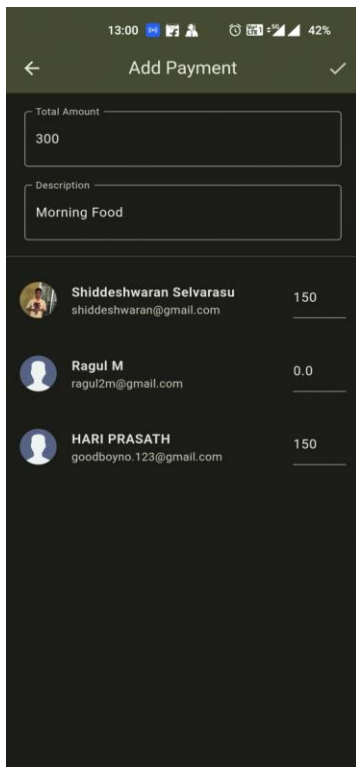 13:00 42%
Add Payment
Total Amount
300
Description
Morning Food
Shiddeshwaran Selvarasu
shiddeshwaran@gmail.com
150
Ragul M
ragul2m@gmail.com
0.0
HARI PRASATH
goodboyno.123@gmail.com
150